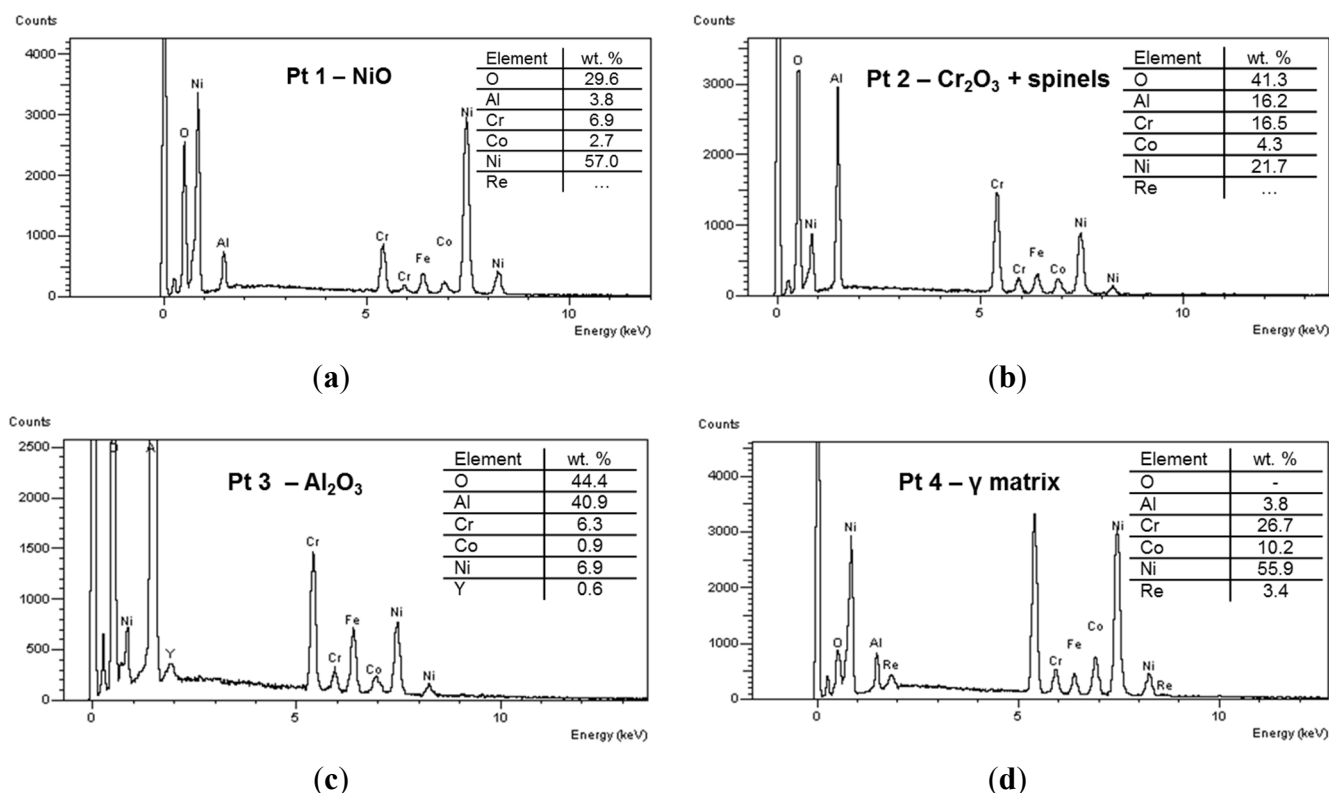 Counts
4000
3000
2000
1000
0
0
5
10
Energy (keV)
Pt 1 – NiO
O
Ni
Al
Cr
Cr
Fe
Co
Ni
Ni
Element wt. %
O 29.6
Al 3.8
Cr 6.9
Co 2.7
Ni 57.0
Re …
(a)
Counts
3000
2000
1000
0
0
5
10
Energy (keV)
Pt 2 – Cr₂O₃ + spinels
O
Ni
Al
Cr
Cr
Fe
Co
Ni
Ni
Element wt. %
O 41.3
Al 16.2
Cr 16.5
Co 4.3
Ni 21.7
Re …
(b)
Counts
2500
2000
1500
1000
500
0
0
5
10
Energy (keV)
Pt 3 – Al₂O₃
Ni
Y
Cr
Cr
Fe
Co
Ni
Ni
Element wt. %
O 44.4
Al 40.9
Cr 6.3
Co 0.9
Ni 6.9
Y 0.6
(c)
Counts
4000
3000
2000
1000
0
0
5
10
Energy (keV)
Pt 4 – γ matrix
O
Ni
Al
Re
Cr
Fe
Co
Ni
Ni
Re
Element wt. %
O -
Al 3.8
Cr 26.7
Co 10.2
Ni 55.9
Re 3.4
(d)